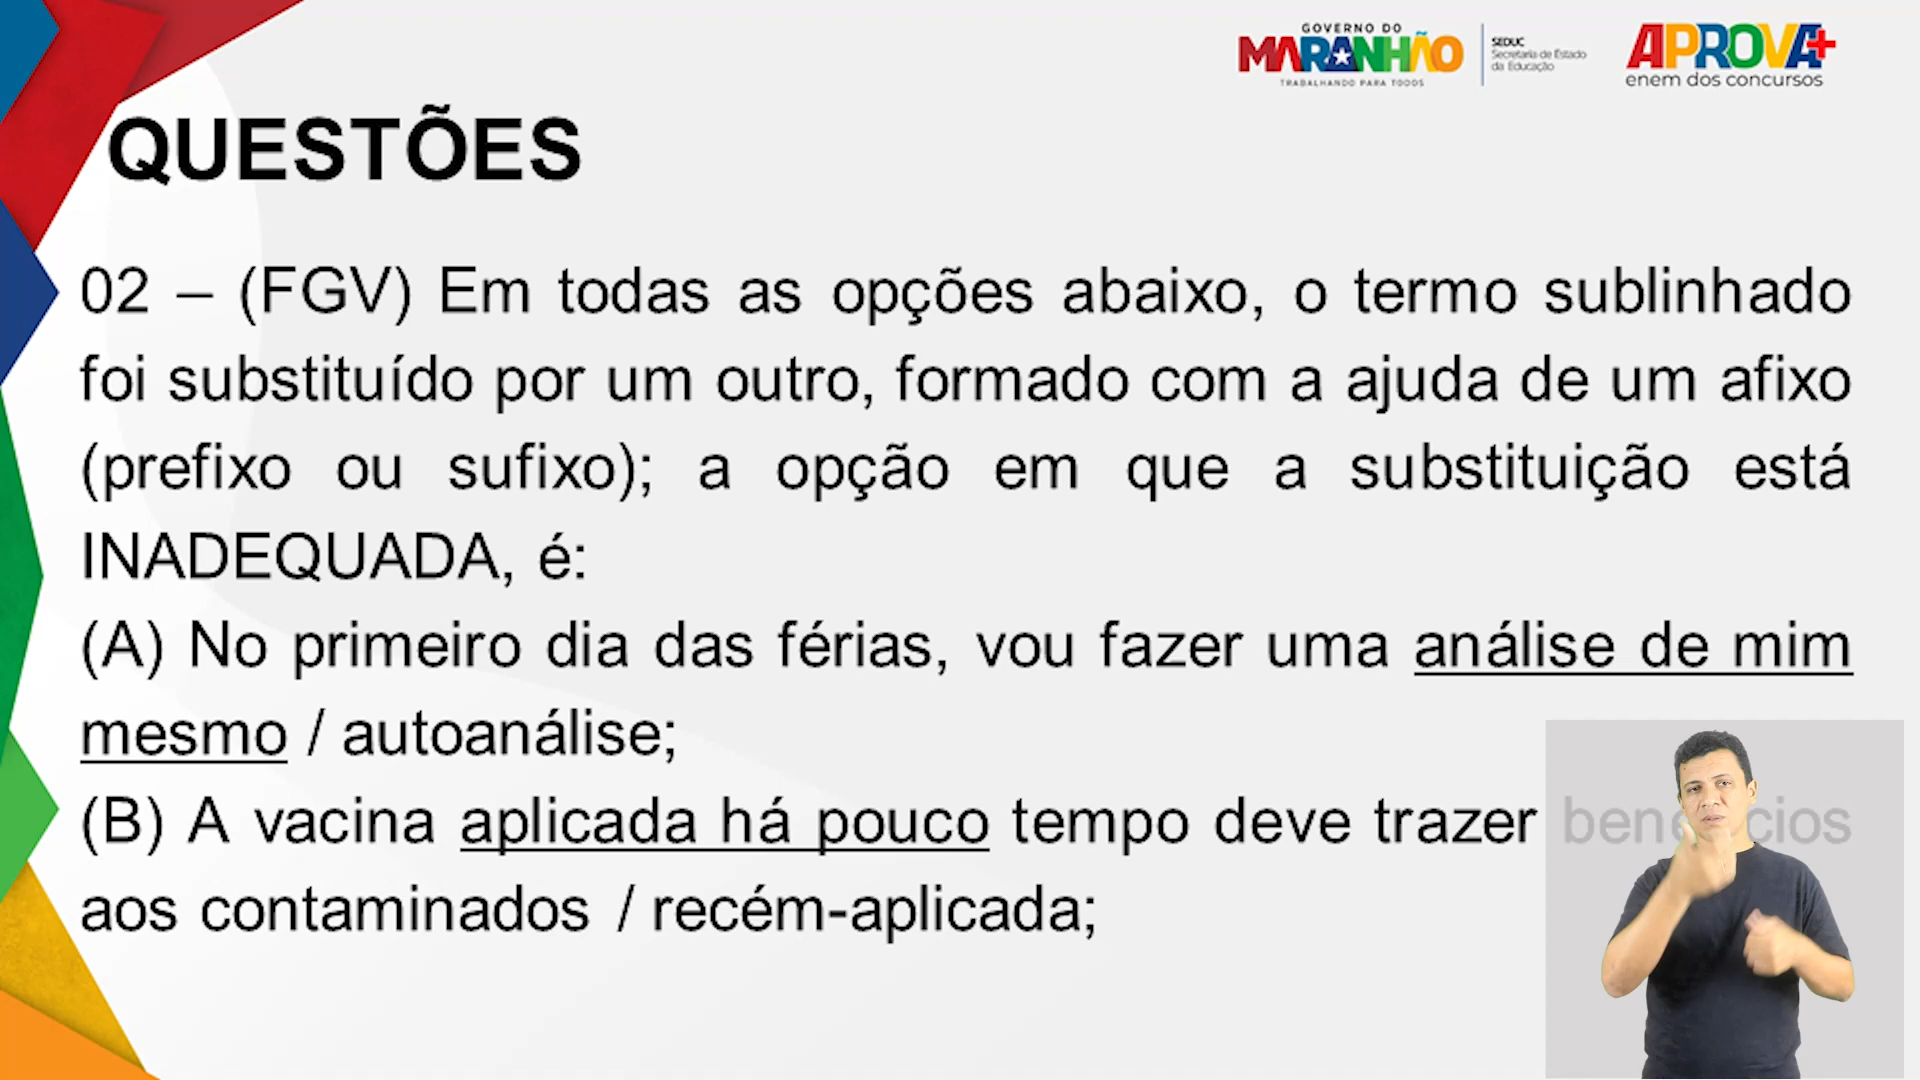 GOVERNO DO
MARANHÃO
TRABALHANDO PARA TODOS
SEDUC
Secretaria de Estado
da Educação
APROVA+
enem dos concursos
QUESTÕES
02 – (FGV) Em todas as opções abaixo, o termo sublinhado
foi substituído por um outro, formado com a ajuda de um afixo
(prefixo ou sufixo); a opção em que a substituição está
INADEQUADA, é:
(A) No primeiro dia das férias, vou fazer uma análise de mim
mesmo / autoanálise;
(B) A vacina aplicada há pouco tempo deve trazer benefícios
aos contaminados / recém-aplicada;